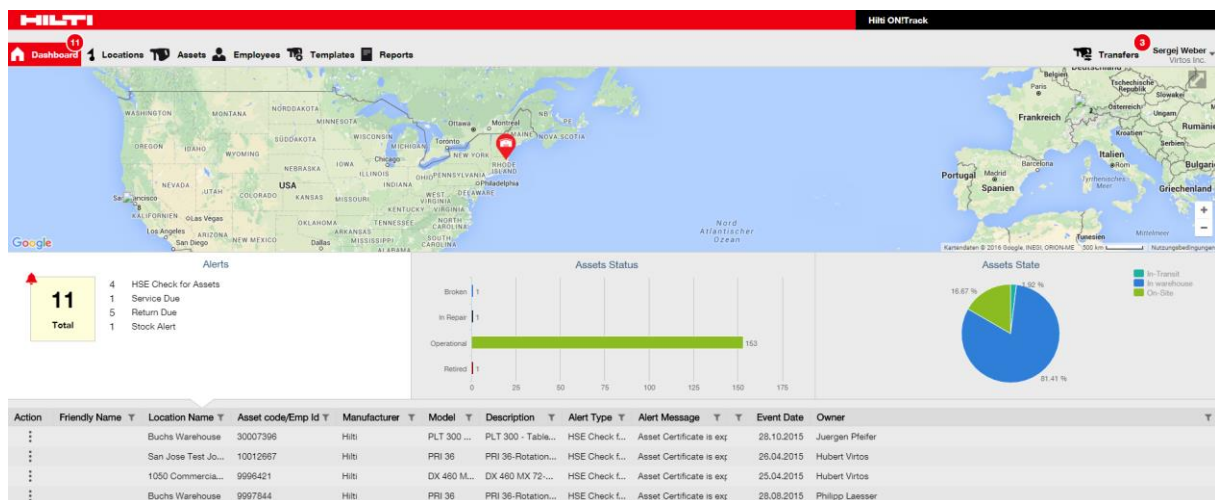 HILTI
Hilti ON!Track
11
3
Dashboard Locations Assets Employees Templates Reports
Transfers Sergej Weber
Virtos Inc.
WASHINGTON
MONTANA
NORDDAKOTA
MINNESOTA
Ottawa
Montreal
NB
PE
MAINE
NOVA SCOTIA
OREGON
IDAHO
WYOMING
SÜDDAKOTA
WISCONSIN
MICHIGAN
Toronto
NEW YORK
RHODE
ISLAND
NEBRASKA
IOWA
Chicago
ILLINOIS
INDIANA
OHIO
PENNSYLVANIA
Philadelphia
NEVADA
UTAH
COLORADO
USA
KANSAS
MISSOURI
WEST
VIRGINIA
DELAWARE
KENTUCKY
VIRGINIA
KALIFORNIEN
Las Vegas
Los Angeles
San Diego
ARIZONA
NEW MEXICO
OKLAHOMA
ARKANSAS
TENNESSEE
NORTH
CAROLINA
Dallas
MISSISSIPPI
SOUTH
CAROLINA
ALABAMA
Nord
Atlantischer
Ozean
Belgien
Deutschland
Paris
Tschechische
Republik
Slowakei
Frankreich
Österreich
Ungarn
Rumänie
Kroatien
Serbien
Italien
Rom
Bulgari
Portugal
Madrid
Spanien
Barcelona
Tyrrhenisches
Meer
Griechenland
Tunesien
Mittelmeer
Google
Kartendaten © 2016 Google, INEGI, ORION-ME 500 km Nutzungsbedingungen
Alerts
11
Total
4 HSE Check for Assets
1 Service Due
5 Return Due
1 Stock Alert
Assets Status
Broken 1
In Repair 1
Operational 153
Retired 1
0 25 50 75 100 125 150 175
Assets State
16.67 %
1.92 %
81.41 %
In-Transit
In warehouse
On-Site
Action Friendly Name Location Name Asset code/Emp Id Manufacturer Model Description Alert Type Alert Message Event Date Owner
Buchs Warehouse 30007396 Hilti PLT 300 ... PLT 300 - Table... HSE Check f... Asset Certificate is exp 28.10.2015 Juergen Pfeifer
San Jose Test Jo... 10012667 Hilti PRI 36 PRI 36-Rotation... HSE Check f... Asset Certificate is exp 26.04.2015 Hubert Virtos
1050 Commercia... 9996421 Hilti DX 460 M... DX 460 MX 72-... HSE Check f... Asset Certificate is exp 25.04.2015 Hubert Virtos
Buchs Warehouse 9997844 Hilti PRI 36 PRI 36-Rotation... HSE Check f... Asset Certificate is exp 28.08.2015 Philipp Laesser